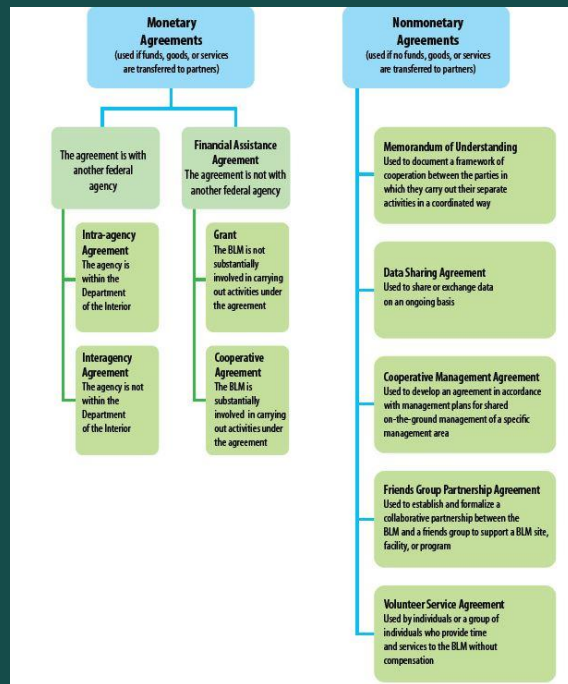 Monetary
Agreements
(used if funds, goods, or services
are transferred to partners)
The agreement is with
another federal
agency
Financial Assistance
Agreement
The agreement is not with
another federal agency
Intra-agency
Agreement
The agency is
within the
Department
of the Interior
Grant
The BLM is not
substantially
involved in carrying
out activities under
the agreement
Interagency
Agreement
The agency is not
within the
Department
of the Interior
Cooperative
Agreement
The BLM is
substantially
involved in carrying
out activities under
the agreement
Nonmonetary
Agreements
(used if no funds, goods, or services
are transferred to partners)
Memorandum of Understanding
Used to document a framework of
cooperation between the parties in
which they carry out their separate
activities in a coordinated way
Data Sharing Agreement
Used to share or exchange data
on an ongoing basis
Cooperative Management Agreement
Used to develop an agreement in accordance
with management plans for shared
on-the-ground management of a specific
management area
Friends Group Partnership Agreement
Used to establish and formalize a
collaborative partnership between the
BLM and a friends group to support a BLM site,
facility, or program
Volunteer Service Agreement
Used by individuals or a group of
individuals who provide time
and services to the BLM without
compensation